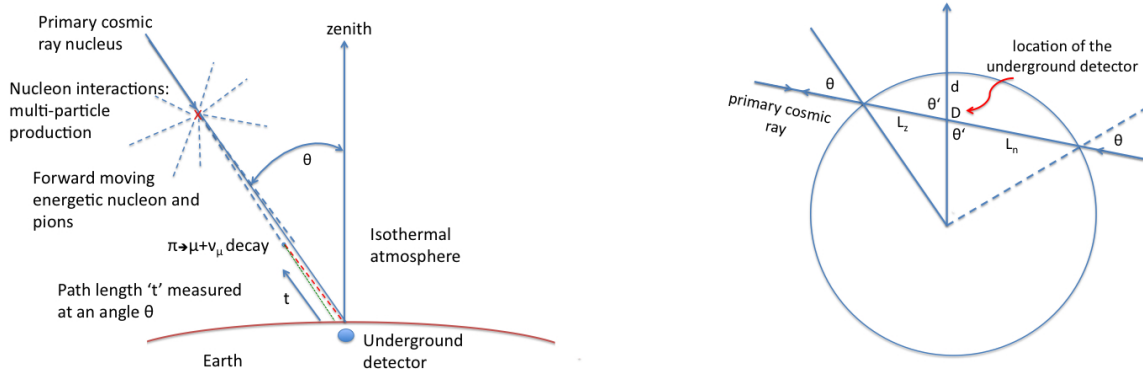 Primary cosmic
ray nucleus
zenith
Nucleon interactions:
multi-particle
production
θ
Forward moving
energetic nucleon and
pions
π→μ+νμ decay
Isothermal
atmosphere
Path length ‘t’ measured
at an angle θ
t
Earth
Underground
detector
location of the
underground detector
θ
d
primary cosmic
ray
θ‘
D
Lz
θ‘
Ln
θ